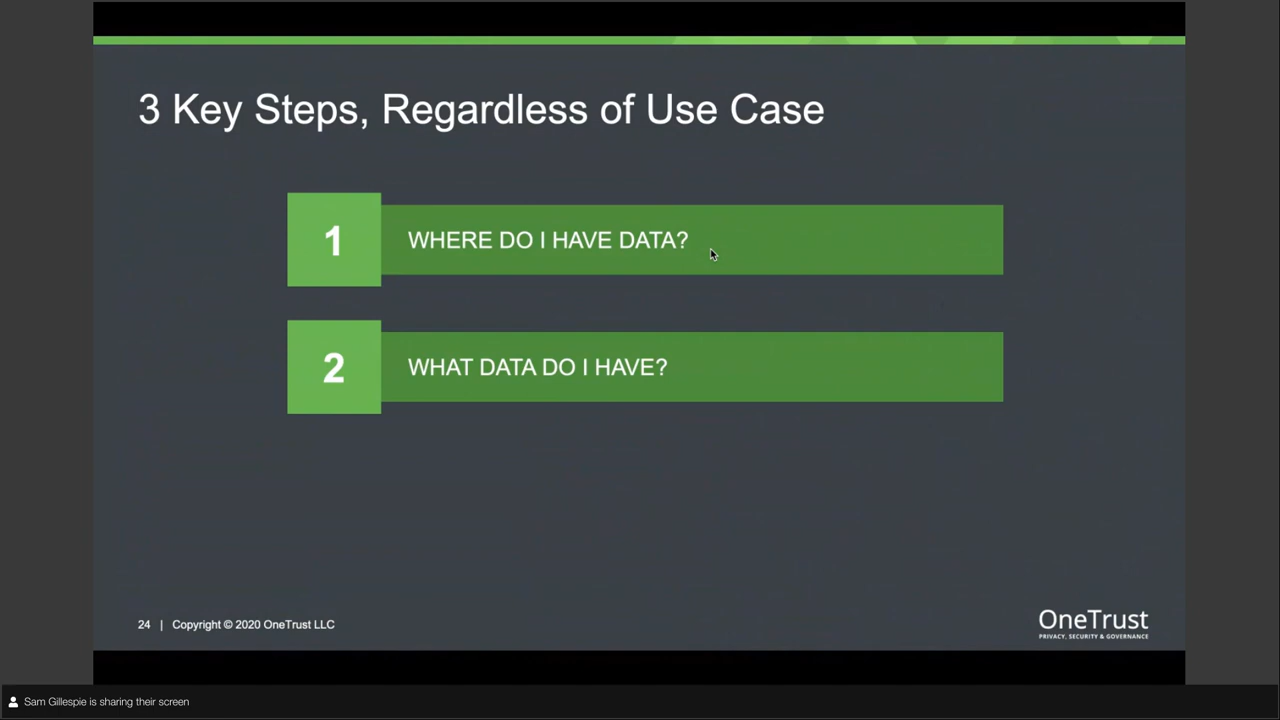 3 Key Steps, Regardless of Use Case
1
WHERE DO I HAVE DATA?
2
WHAT DATA DO I HAVE?
24 | Copyright © 2020 OneTrust LLC
OneTrust
PRIVACY, SECURITY & GOVERNANCE
Sam Gillespie is sharing their screen